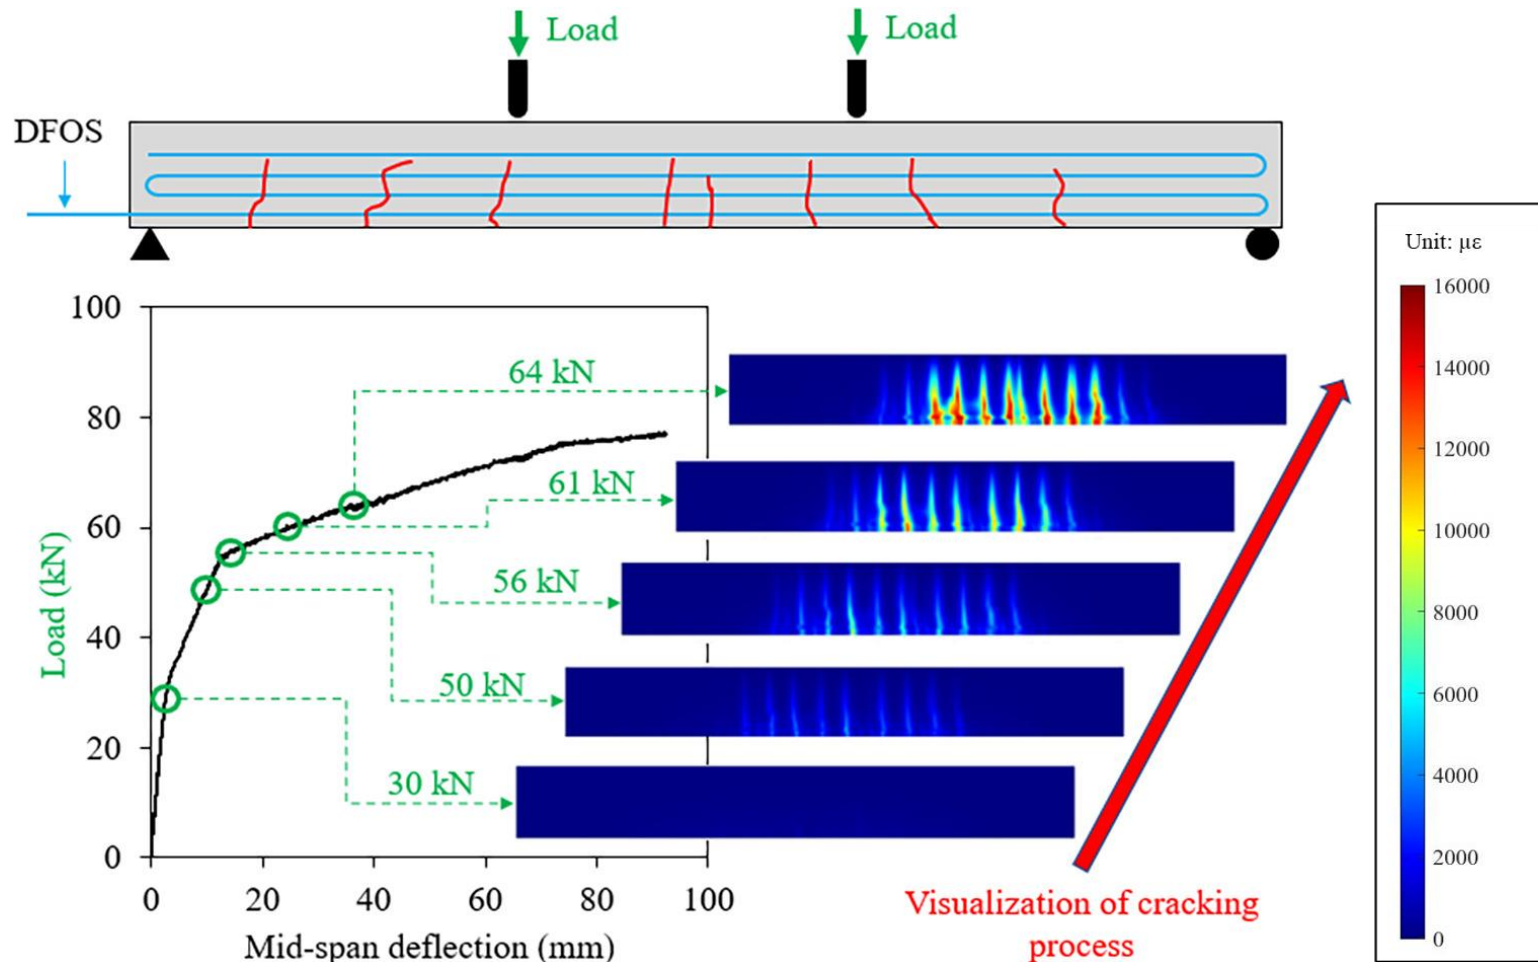 Load
Load
DFOS
Unit: με
16000
14000
12000
10000
8000
6000
4000
2000
0
100
80
60
40
20
0
Load (kN)
64 kN
61 kN
56 kN
50 kN
30 kN
0 20 40 60 80 100
Mid-span deflection (mm)
Visualization of cracking
process